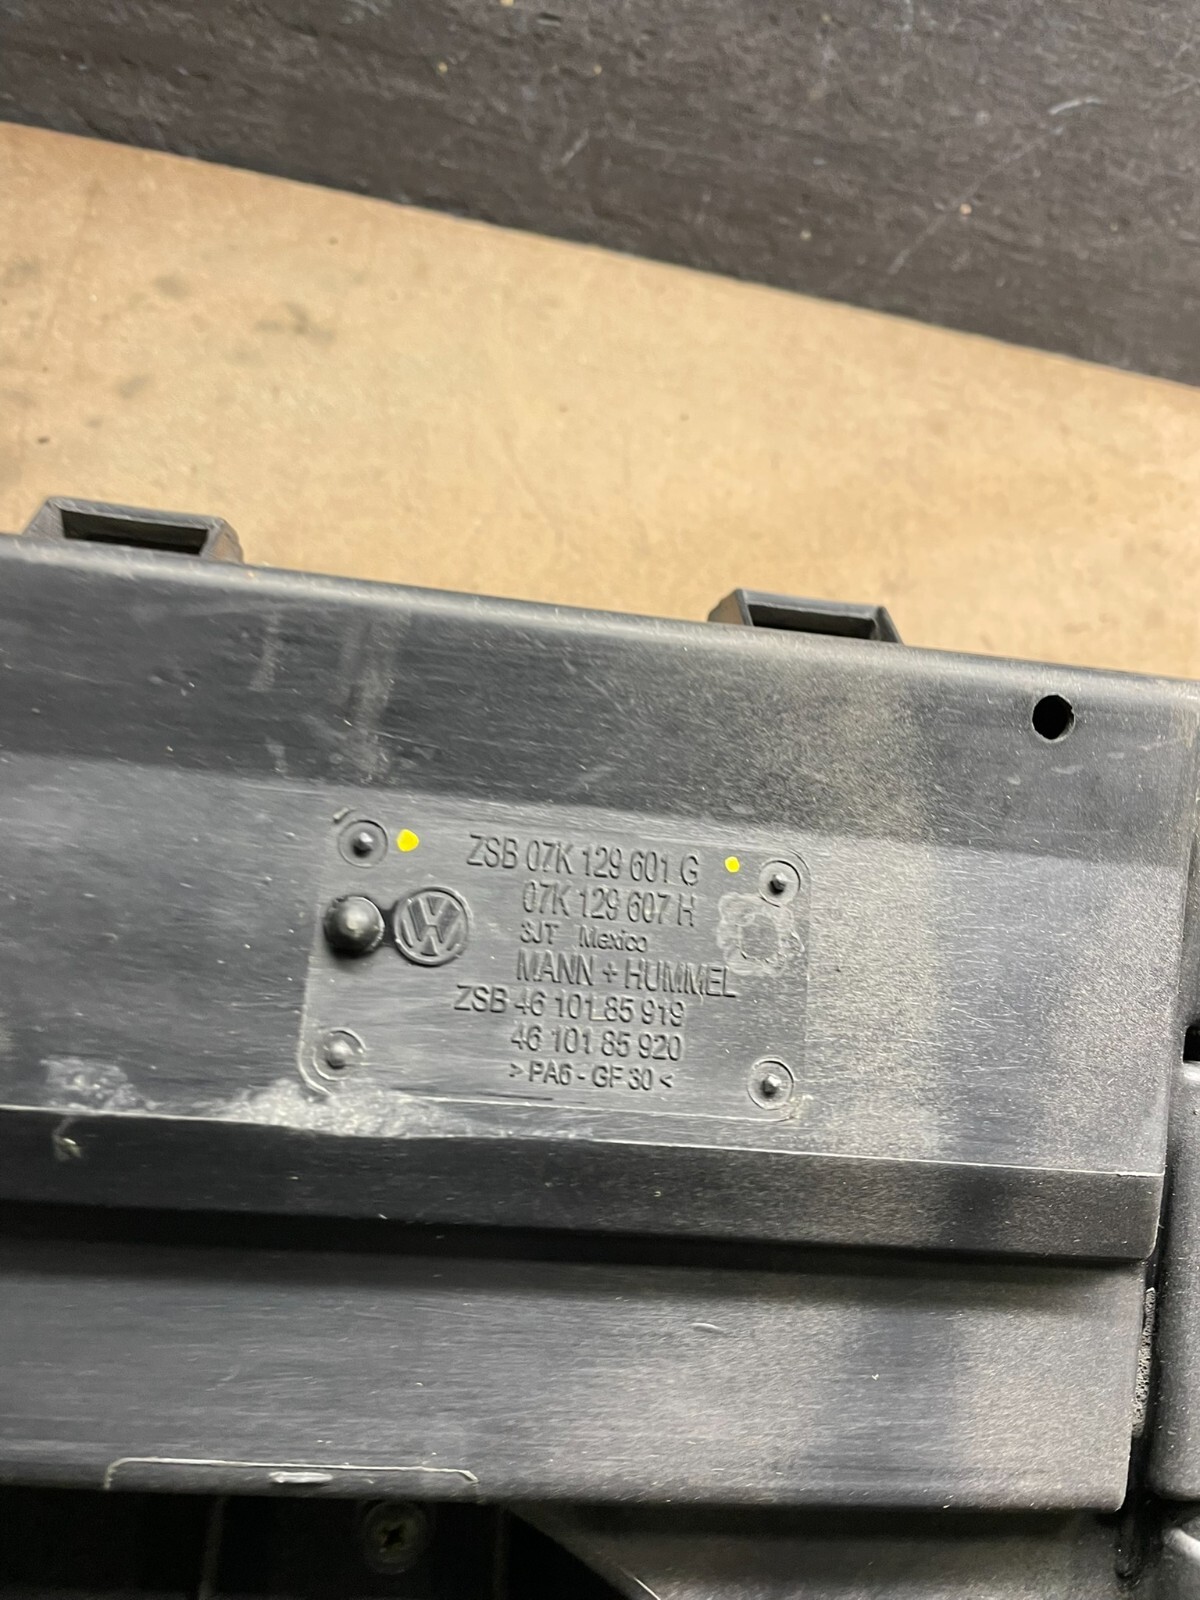 ZSB 07K 129 601 G
07K 129 607 H
3JT Mexico
MANN + HUMMEL
ZSB 46 101 85 919
46 101 85 920
> PA6 - GF 30 <